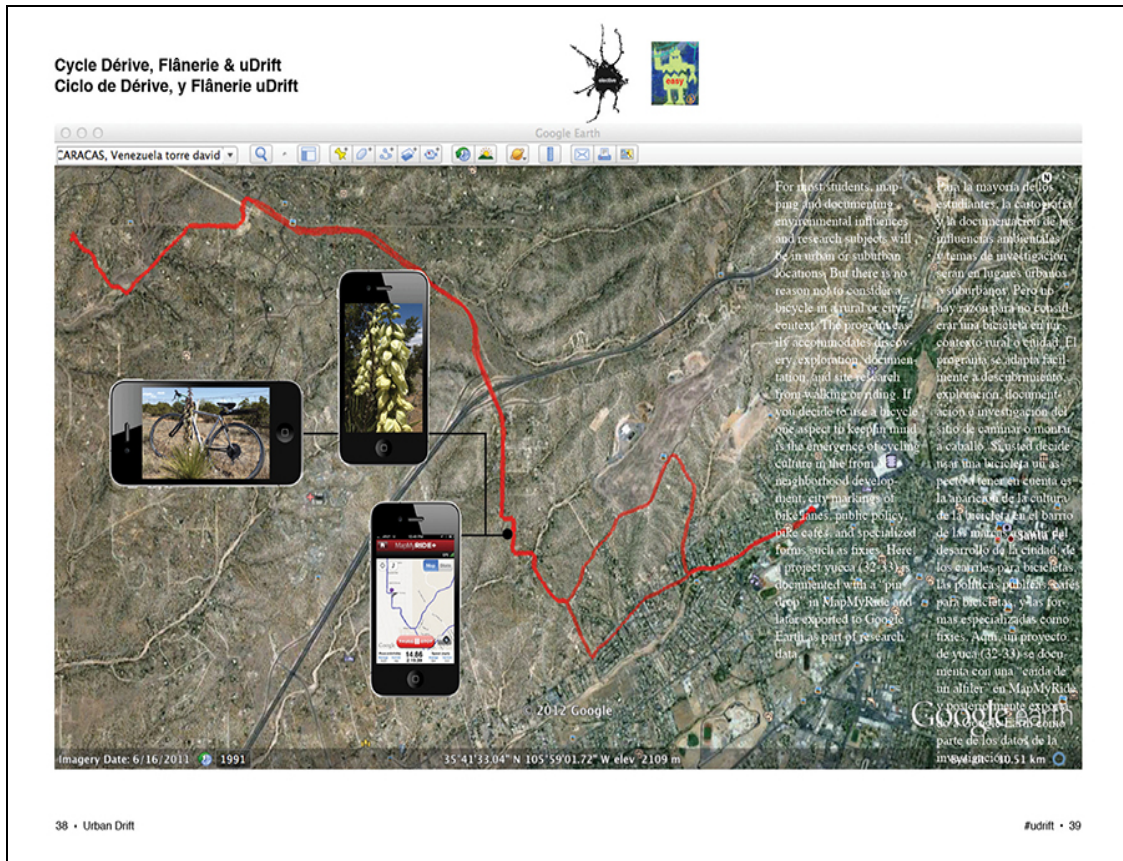 Cycle Dérive, Flânerie & uDrift
Ciclo de Dérive, y Flânerie uDrift
elective
easy
Google Earth
CARACAS, Venezuela torre david
For most students, map-
ping and documenting
environmental influences
and research subjects will
be in urban or suburban
locations. But there is no
reason not to consider a
bicycle in a rural or city
context. The program eas-
ily accommodates discov-
ery, exploration, documen-
tation, and site research
from walking or riding. If
you decide to use a bicycle
one aspect to keep in mind
is the emergence of cycling
culture in the from
neighborhood develop-
ment, city markings of
bike lanes, public policy,
bike cafes, and specialized
forms such as fixies. Here,
a project yucca (32-33) is
documented with a "pin
drop" in MapMyRide and
later exported to Google
Earth as part of research
data.
N
Para la mayoría de los
estudiantes, la cartografía
y la documentación de las
influencias ambientales
y temas de investigación
serán en lugares urbanos
o suburbanos. Pero no
hay razón para no consid-
erar una bicicleta en un
contexto rural o ciudad. El
programa se adapta fácil-
mente a descubrimiento,
exploración, document-
ación e investigación del
sitio de caminar o montar
a caballo. Si usted decide
usar una bicicleta un as-
pecto a tener en cuenta es
la aparición de la cultura
de la bicicleta en el barrio
de las marcas del
desarrollo de la ciudad, de
los carriles para bicicletas,
las políticas públicas, cafés
para bicicletas, y las for-
mas especializadas como
fixies. Aquí, un proyecto
de yuca (32-33) se docu-
menta con una "caída de
un alfiler" en MapMyRide
y posteriormente
a Google Earth como
parte de los datos de la
investigación.
Santa Fe
MapMyRIDE+
14.86
© 2012 Google
Google earth
Imagery Date: 6/16/2011
1991
35°41'33.04" N 105°59'01.72" W elev 2109 m
10.51 km
38 • Urban Drift
#udrift • 39